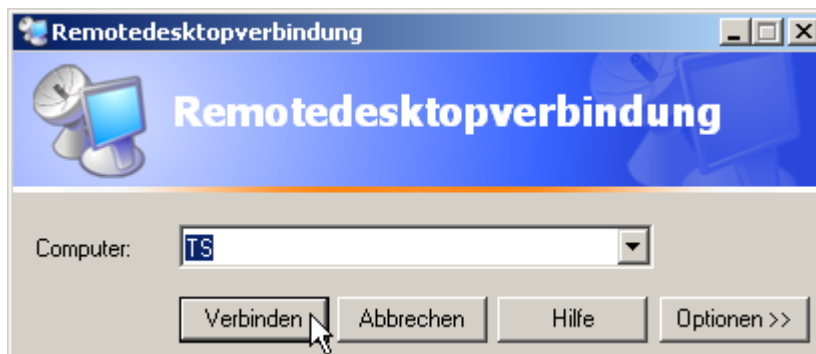 Remotedesktopverbindung
Remotedesktopverbindung
Computer: TS
Verbinden Abbrechen Hilfe Optionen >>